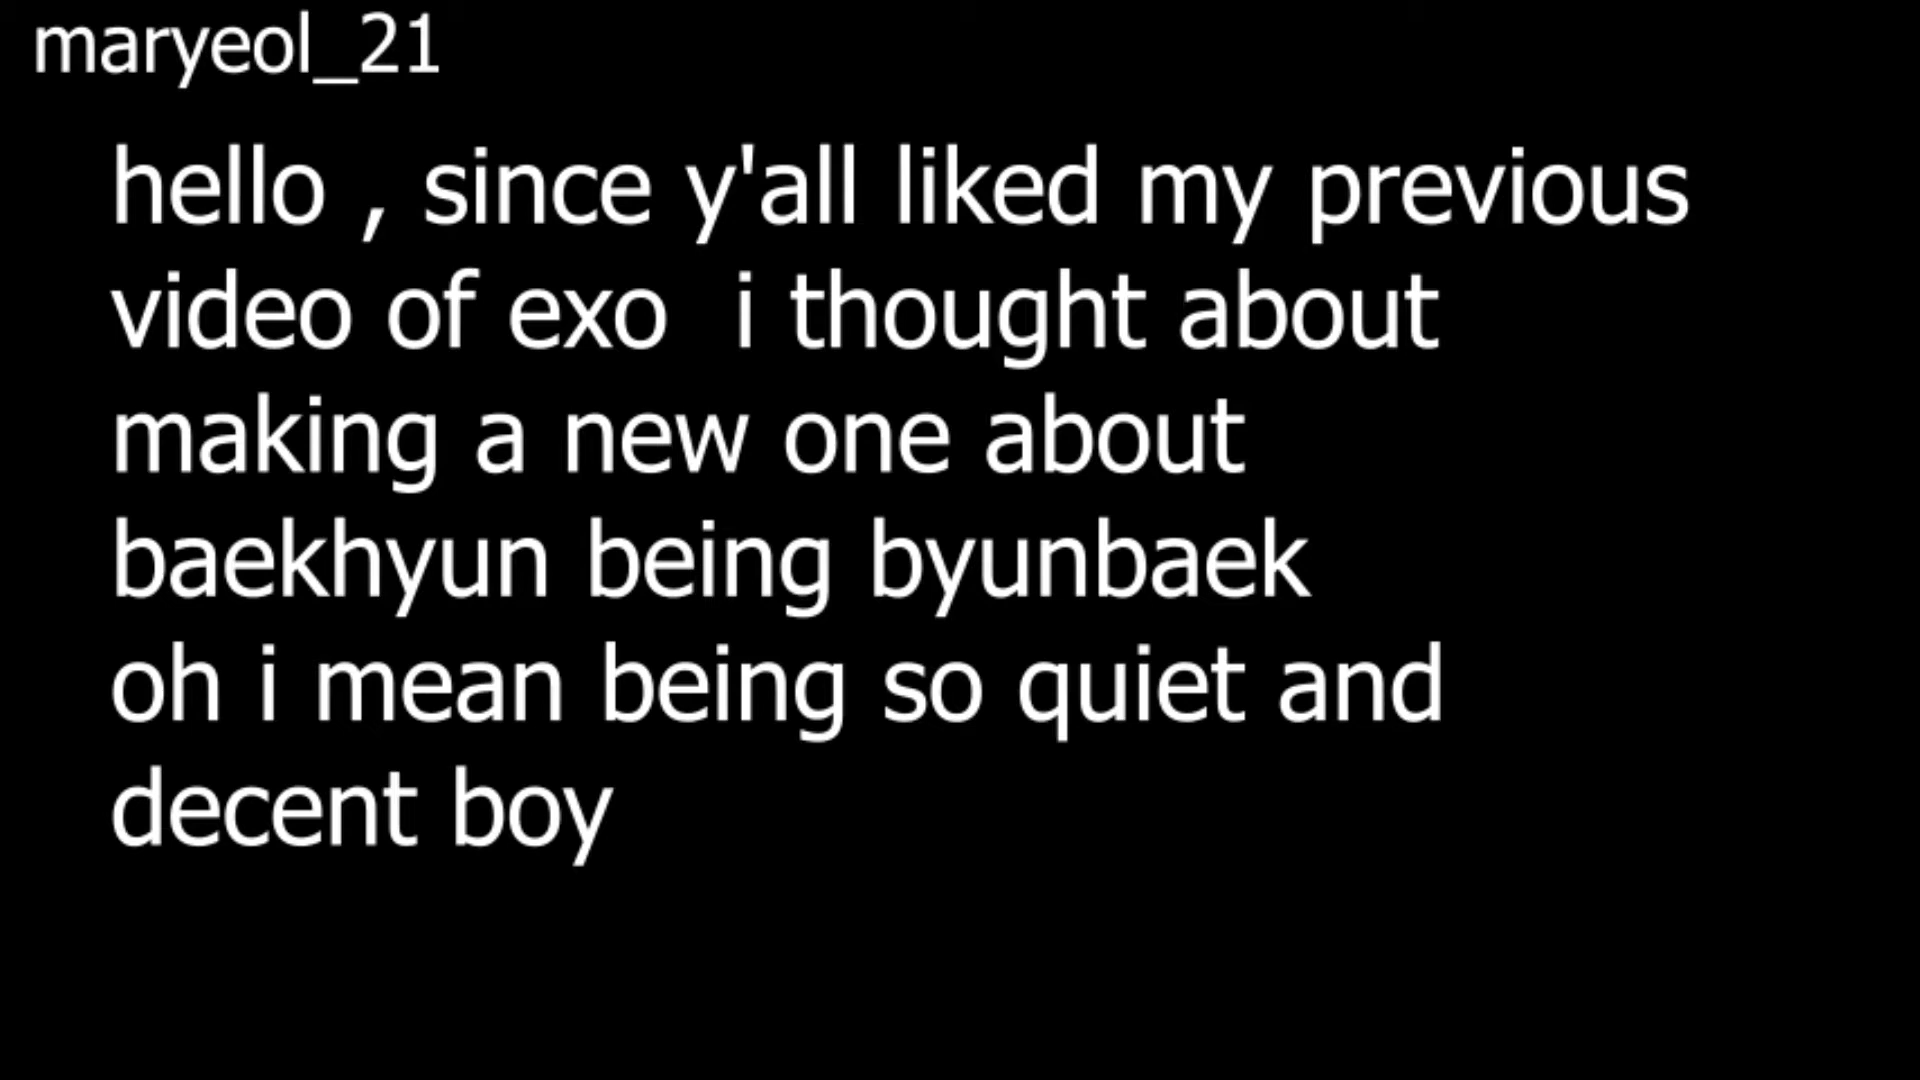 maryeol_21
hello , since y'all liked my previous
video of exo  i thought about
making a new one about
baekhyun being byunbaek
oh i mean being so quiet and
decent boy